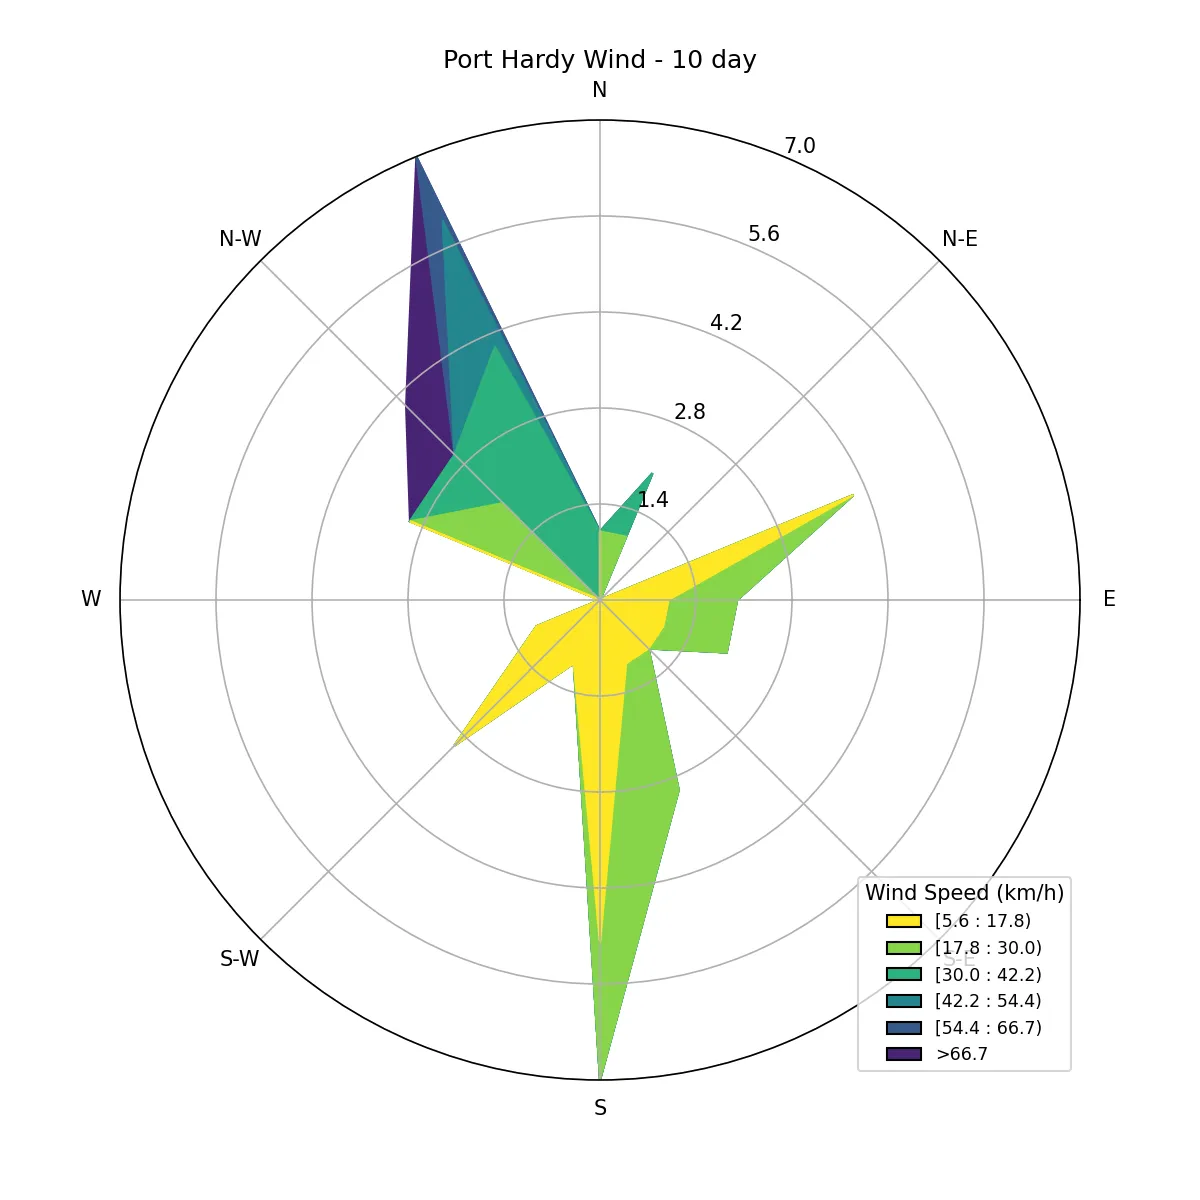 Port Hardy Wind - 10 day
N
7.0
N-W
5.6
N-E
4.2
2.8
1.4
W
E
S-W
S-E
S
Wind Speed (km/h)
[5.6 : 17.8)
[17.8 : 30.0)
[30.0 : 42.2)
[42.2 : 54.4)
[54.4 : 66.7)
>66.7